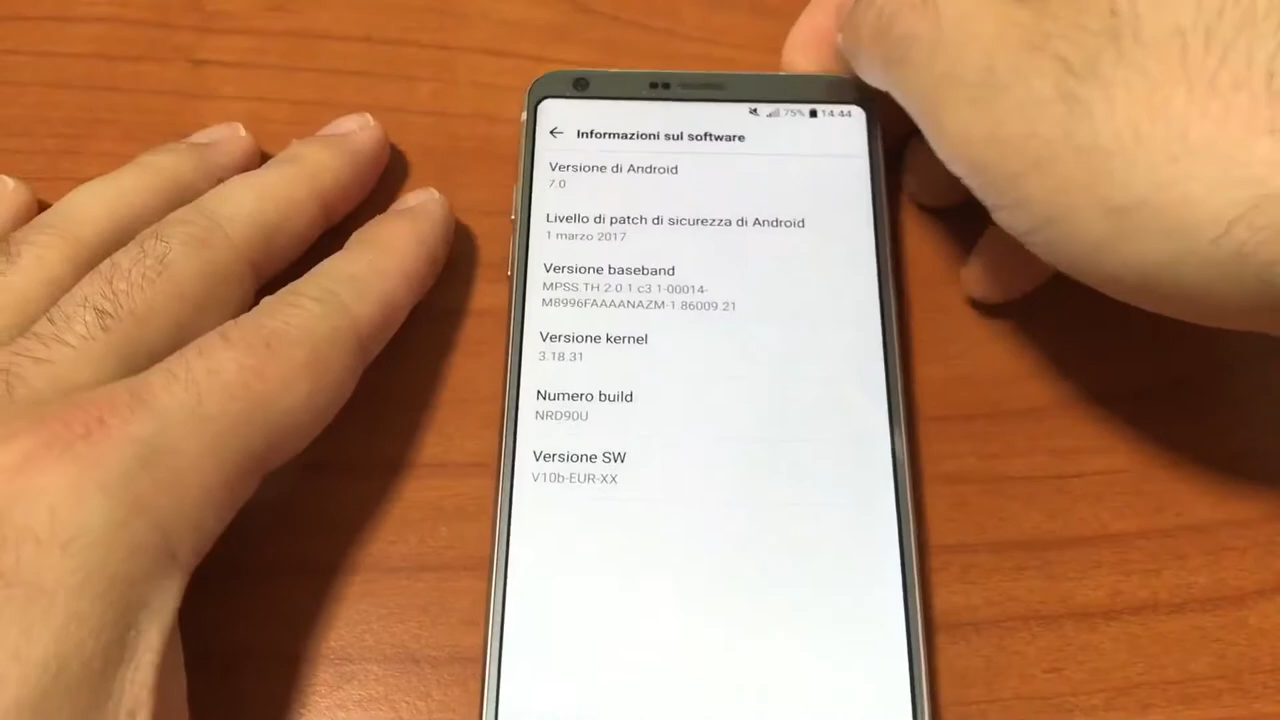 75% 14:44
Informazioni sul software
Versione di Android
7.0
Livello di patch di sicurezza di Android
1 marzo 2017
Versione baseband
MPSS.TH.2.0.1.c3.1-00014-
M8996FAAAANAZM-1.86009.21
Versione kernel
3.18.31
Numero build
NRD90U
Versione SW
V10b-EUR-XX